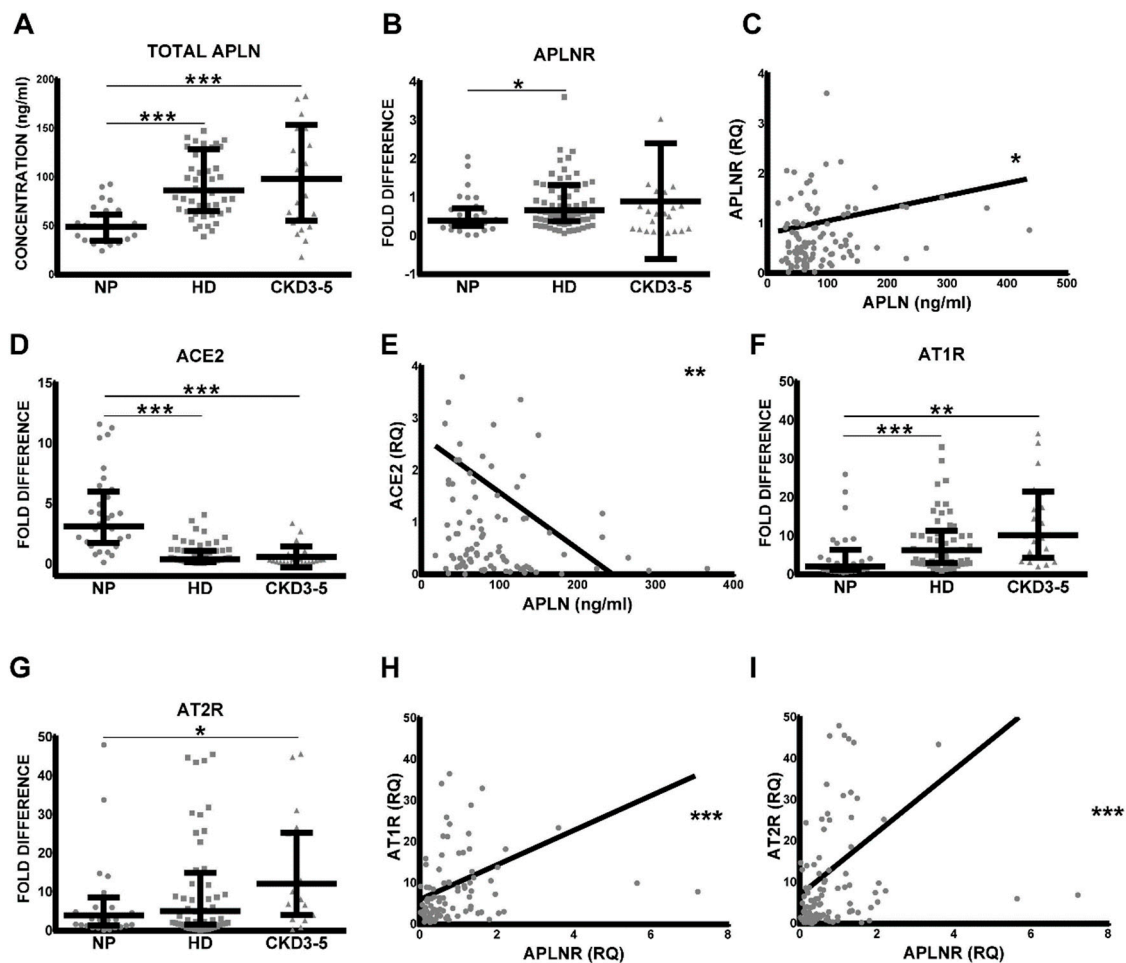 A
TOTAL APLN
CONCENTRATION (ng/ml)
200
150
100
50
0
***
***
NP HD CKD3-5
B
APLNR
FOLD DIFFERENCE
4
3
2
1
0
-1
*
NP HD CKD3-5
C
APLNR (RQ)
4
3
2
1
0
*
0 100 200 300 400 500
APLN (ng/ml)
D
ACE2
FOLD DIFFERENCE
15
10
5
0
***
***
NP HD CKD3-5
E
ACE2 (RQ)
4
3
2
1
0
**
0 100 200 300 400
APLN (ng/ml)
F
AT1R
FOLD DIFFERENCE
50
40
30
20
10
0
**
***
NP HD CKD3-5
G
AT2R
FOLD DIFFERENCE
50
40
30
20
10
0
*
NP HD CKD3-5
H
AT1R (RQ)
50
40
30
20
10
0
***
0 2 4 6 8
APLNR (RQ)
I
AT2R (RQ)
50
40
30
20
10
0
***
0 2 4 6 8
APLNR (RQ)